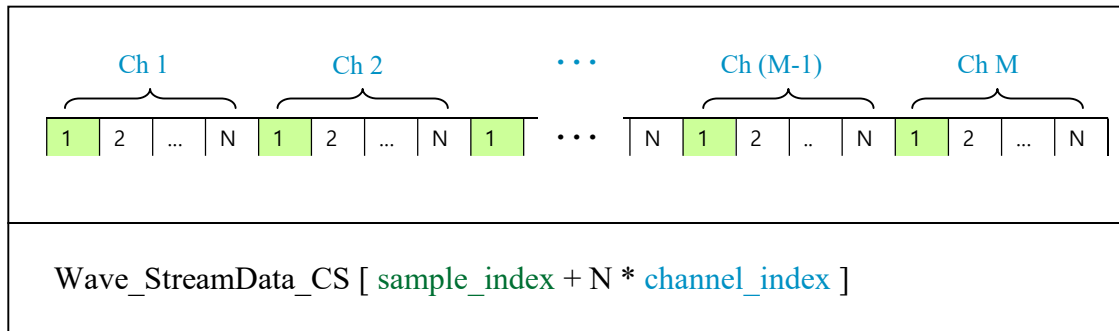 Ch 1 Ch 2 ... Ch (M-1) Ch M
1 2 ... N 1 2 ... N 1 ... N 1 2 .. N 1 2 ... N
Wave_StreamData_CS [ sample_index + N * channel_index ]